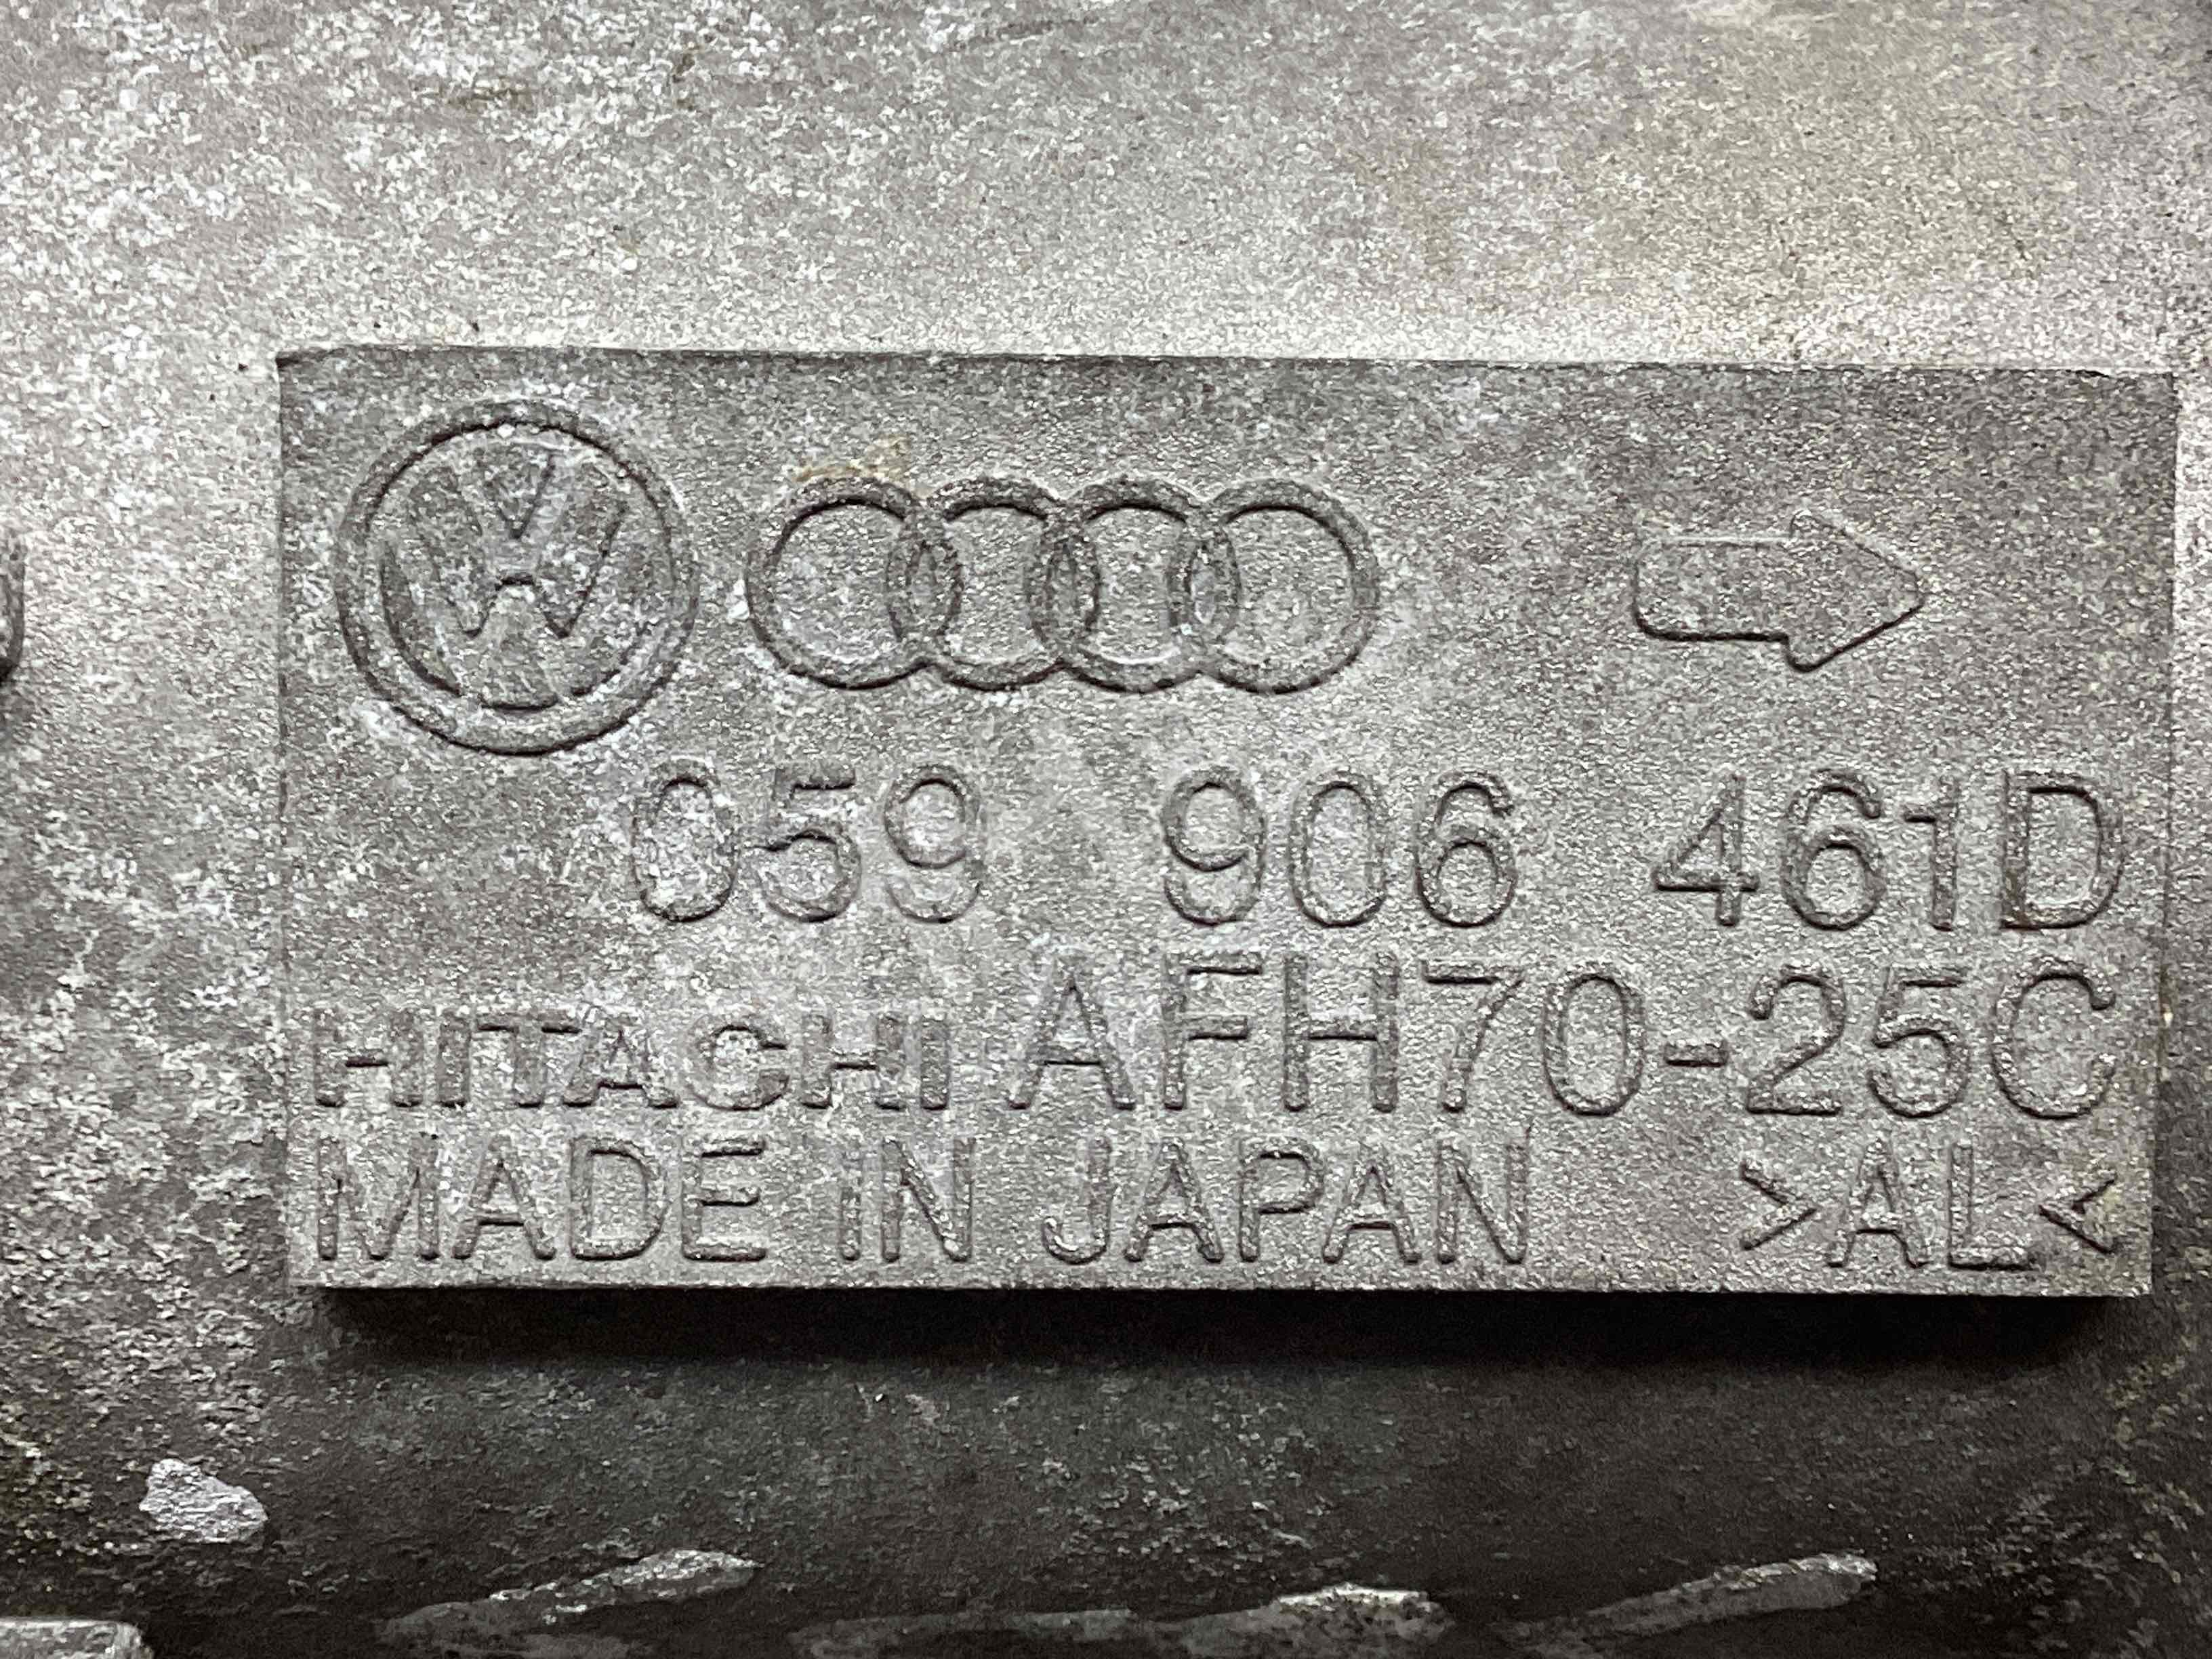 059 906 461D
HITACHI AFH70-25C
MADE IN JAPAN >AL<